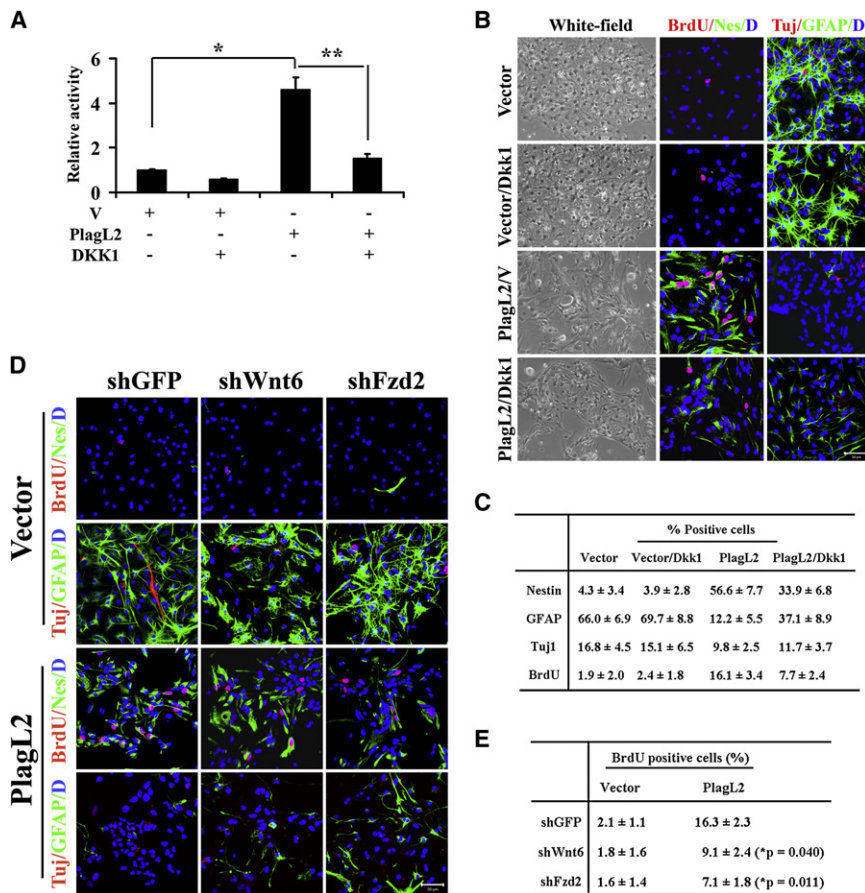 A
Relative activity
6
4
2
0
*
**
V + + - -
PlagL2 - - + +
DKK1 - + - +
B
White-field BrdU/Nes/D Tuj/GFAP/D
Vector
Vector/Dkk1
PlagL2/V
PlagL2/Dkk1
C
% Positive cells
Vector Vector/Dkk1 PlagL2 PlagL2/Dkk1
Nestin 4.3 ± 3.4 3.9 ± 2.8 56.6 ± 7.7 33.9 ± 6.8
GFAP 66.0 ± 6.9 69.7 ± 8.8 12.2 ± 5.5 37.1 ± 8.9
Tuj1 16.8 ± 4.5 15.1 ± 6.5 9.8 ± 2.5 11.7 ± 3.7
BrdU 1.9 ± 2.0 2.4 ± 1.8 16.1 ± 3.4 7.7 ± 2.4
D
shGFP shWnt6 shFzd2
Vector
BrdU/Nes/D
Tuj/GFAP/D
PlagL2
BrdU/Nes/D
Tuj/GFAP/D
E
BrdU positive cells (%)
Vector PlagL2
shGFP 2.1 ± 1.1 16.3 ± 2.3
shWnt6 1.8 ± 1.6 9.1 ± 2.4 (*p = 0.040)
shFzd2 1.6 ± 1.4 7.1 ± 1.8 (*p = 0.011)